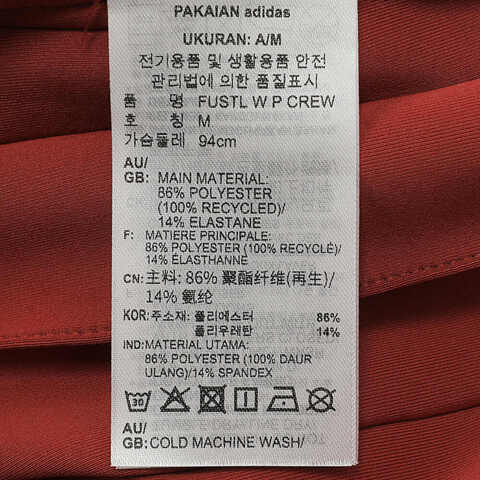 PAKAIAN adidas
UKURAN: A/M
전기용품 및 생활용품 안전
관리법에 의한 품질표시
품 명 FUSTL W P CREW
호 칭 M
가슴둘레 94cm
AU/
GB: MAIN MATERIAL:
86% POLYESTER
(100% RECYCLED)/
14% ELASTANE
F: MATIERE PRINCIPALE:
86% POLYESTER (100% RECYCLÉ)/
14% ÉLASTHANNE
CN: 主料: 86% 聚酯纤维(再生)/
14% 氨纶
KOR: 주소재: 폴리에스터 86%
폴리우레탄 14%
IND: MATERIAL UTAMA:
86% POLYESTER (100% DAUR
ULANG)/14% SPANDEX
30
AU/
GB: COLD MACHINE WASH/